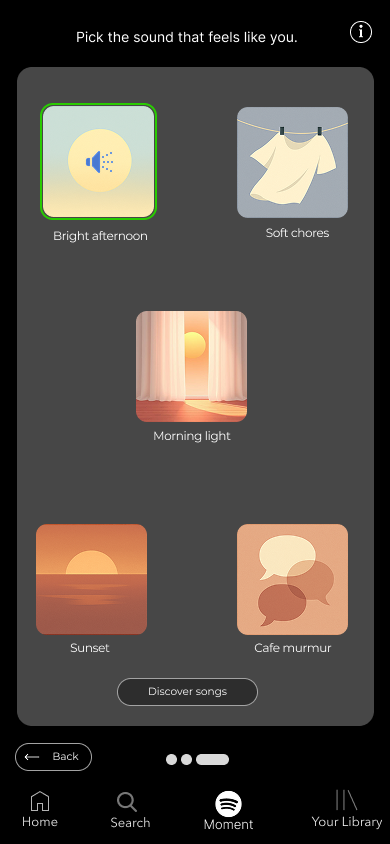 Pick the sound that feels like you.
Bright afternoon
Soft chores
Morning light
Sunset
Cafe murmur
Discover songs
Back
Home
Search
Moment
Your Library